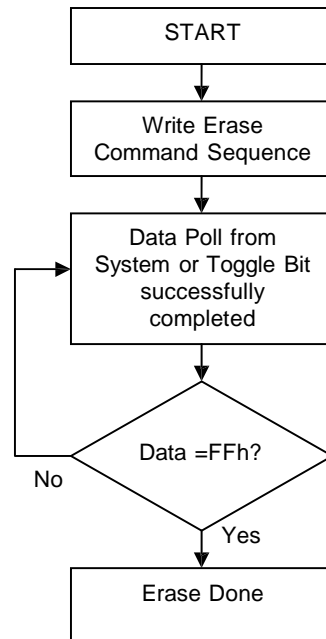 START
Write Erase
Command Sequence
Data Poll from
System or Toggle Bit
successfully
completed
Data =FFh?
No
Yes
Erase Done